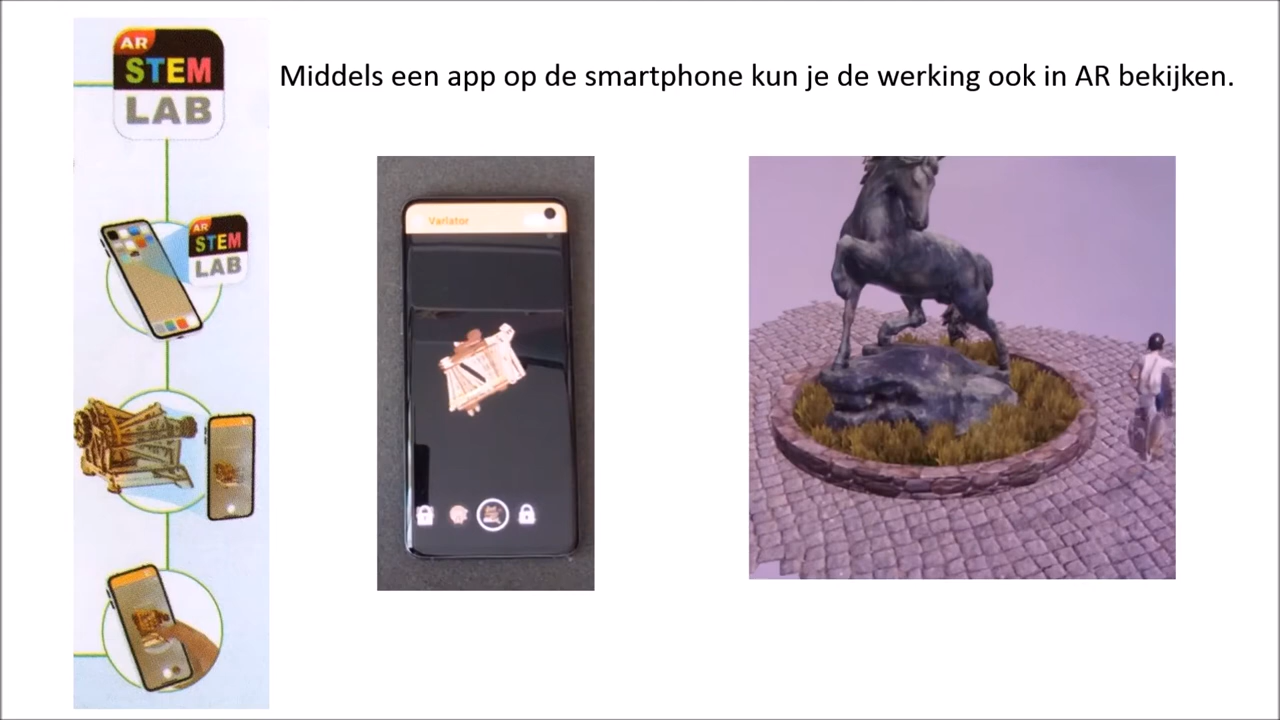 AR
STEM
LAB
Middels een app op de smartphone kun je de werking ook in AR bekijken.
AR
STEM
LAB
Variator